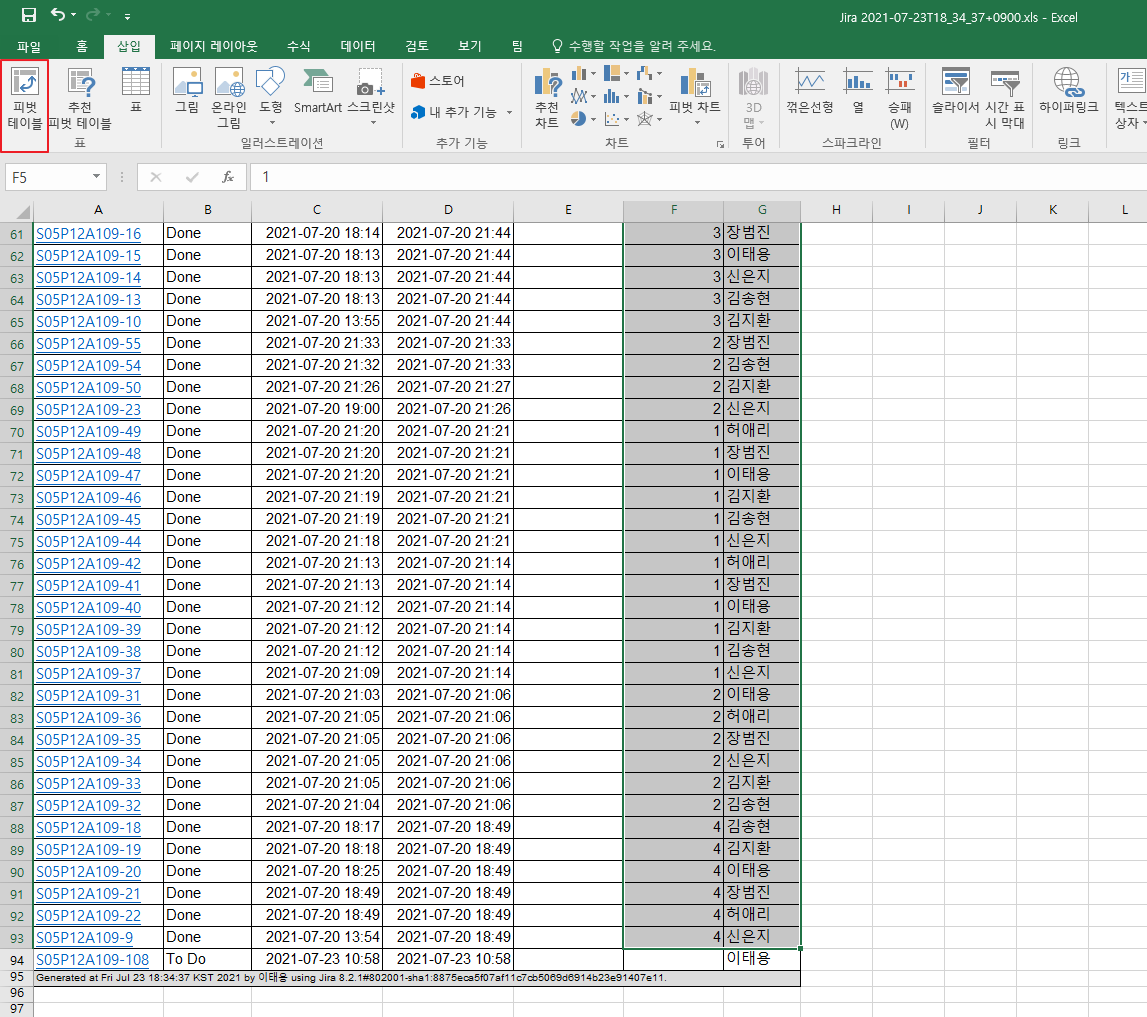 Jira 2021-07-23T18_34_37+0900.xls - Excel
파일 홈 삽입 페이지 레이아웃 수식 데이터 검토 보기 팀 수행할 작업을 알려 주세요.
피벗 테이블
추천 피벗 테이블
표
표
그림
온라인 그림
도형
SmartArt
스크린샷
일러스트레이션
스토어
내 추가 기능
추가 기능
추천 차트
피벗 차트
차트
3D 맵
투어
꺾은선형
열
승패 (W)
스파크라인
슬라이서
시간 표시 막대
필터
하이퍼링크
링크
텍스트 상자
F5 fx 1
A B C D E F G H I J K L
61 S05P12A109-16 Done 2021-07-20 18:14 2021-07-20 21:44 3 장범진
62 S05P12A109-15 Done 2021-07-20 18:13 2021-07-20 21:44 3 이태용
63 S05P12A109-14 Done 2021-07-20 18:13 2021-07-20 21:44 3 신은지
64 S05P12A109-13 Done 2021-07-20 18:13 2021-07-20 21:44 3 김송현
65 S05P12A109-10 Done 2021-07-20 13:55 2021-07-20 21:44 3 김지환
66 S05P12A109-55 Done 2021-07-20 21:33 2021-07-20 21:33 2 장범진
67 S05P12A109-54 Done 2021-07-20 21:32 2021-07-20 21:33 2 김송현
68 S05P12A109-50 Done 2021-07-20 21:26 2021-07-20 21:27 2 김지환
69 S05P12A109-23 Done 2021-07-20 19:00 2021-07-20 21:26 2 신은지
70 S05P12A109-49 Done 2021-07-20 21:20 2021-07-20 21:21 1 허애리
71 S05P12A109-48 Done 2021-07-20 21:20 2021-07-20 21:21 1 장범진
72 S05P12A109-47 Done 2021-07-20 21:20 2021-07-20 21:21 1 이태용
73 S05P12A109-46 Done 2021-07-20 21:19 2021-07-20 21:21 1 김지환
74 S05P12A109-45 Done 2021-07-20 21:19 2021-07-20 21:21 1 김송현
75 S05P12A109-44 Done 2021-07-20 21:18 2021-07-20 21:21 1 신은지
76 S05P12A109-42 Done 2021-07-20 21:13 2021-07-20 21:14 1 허애리
77 S05P12A109-41 Done 2021-07-20 21:13 2021-07-20 21:14 1 장범진
78 S05P12A109-40 Done 2021-07-20 21:12 2021-07-20 21:14 1 이태용
79 S05P12A109-39 Done 2021-07-20 21:12 2021-07-20 21:14 1 김지환
80 S05P12A109-38 Done 2021-07-20 21:12 2021-07-20 21:14 1 김송현
81 S05P12A109-37 Done 2021-07-20 21:09 2021-07-20 21:14 1 신은지
82 S05P12A109-31 Done 2021-07-20 21:03 2021-07-20 21:06 2 이태용
83 S05P12A109-36 Done 2021-07-20 21:05 2021-07-20 21:06 2 허애리
84 S05P12A109-35 Done 2021-07-20 21:05 2021-07-20 21:06 2 장범진
85 S05P12A109-34 Done 2021-07-20 21:05 2021-07-20 21:06 2 신은지
86 S05P12A109-33 Done 2021-07-20 21:05 2021-07-20 21:06 2 김지환
87 S05P12A109-32 Done 2021-07-20 21:04 2021-07-20 21:06 2 김송현
88 S05P12A109-18 Done 2021-07-20 18:17 2021-07-20 18:49 4 김송현
89 S05P12A109-19 Done 2021-07-20 18:18 2021-07-20 18:49 4 김지환
90 S05P12A109-20 Done 2021-07-20 18:25 2021-07-20 18:49 4 이태용
91 S05P12A109-21 Done 2021-07-20 18:49 2021-07-20 18:49 4 장범진
92 S05P12A109-22 Done 2021-07-20 18:49 2021-07-20 18:49 4 허애리
93 S05P12A109-9 Done 2021-07-20 13:54 2021-07-20 18:49 4 신은지
94 S05P12A109-108 To Do 2021-07-23 10:58 2021-07-23 10:58 이태용
95 Generated at Fri Jul 23 18:34:37 KST 2021 by 이태용 using Jira 8.2.1#802001-sha1:8875eca5f07af11c7cb5069d6914b23e91407e11.
96
97